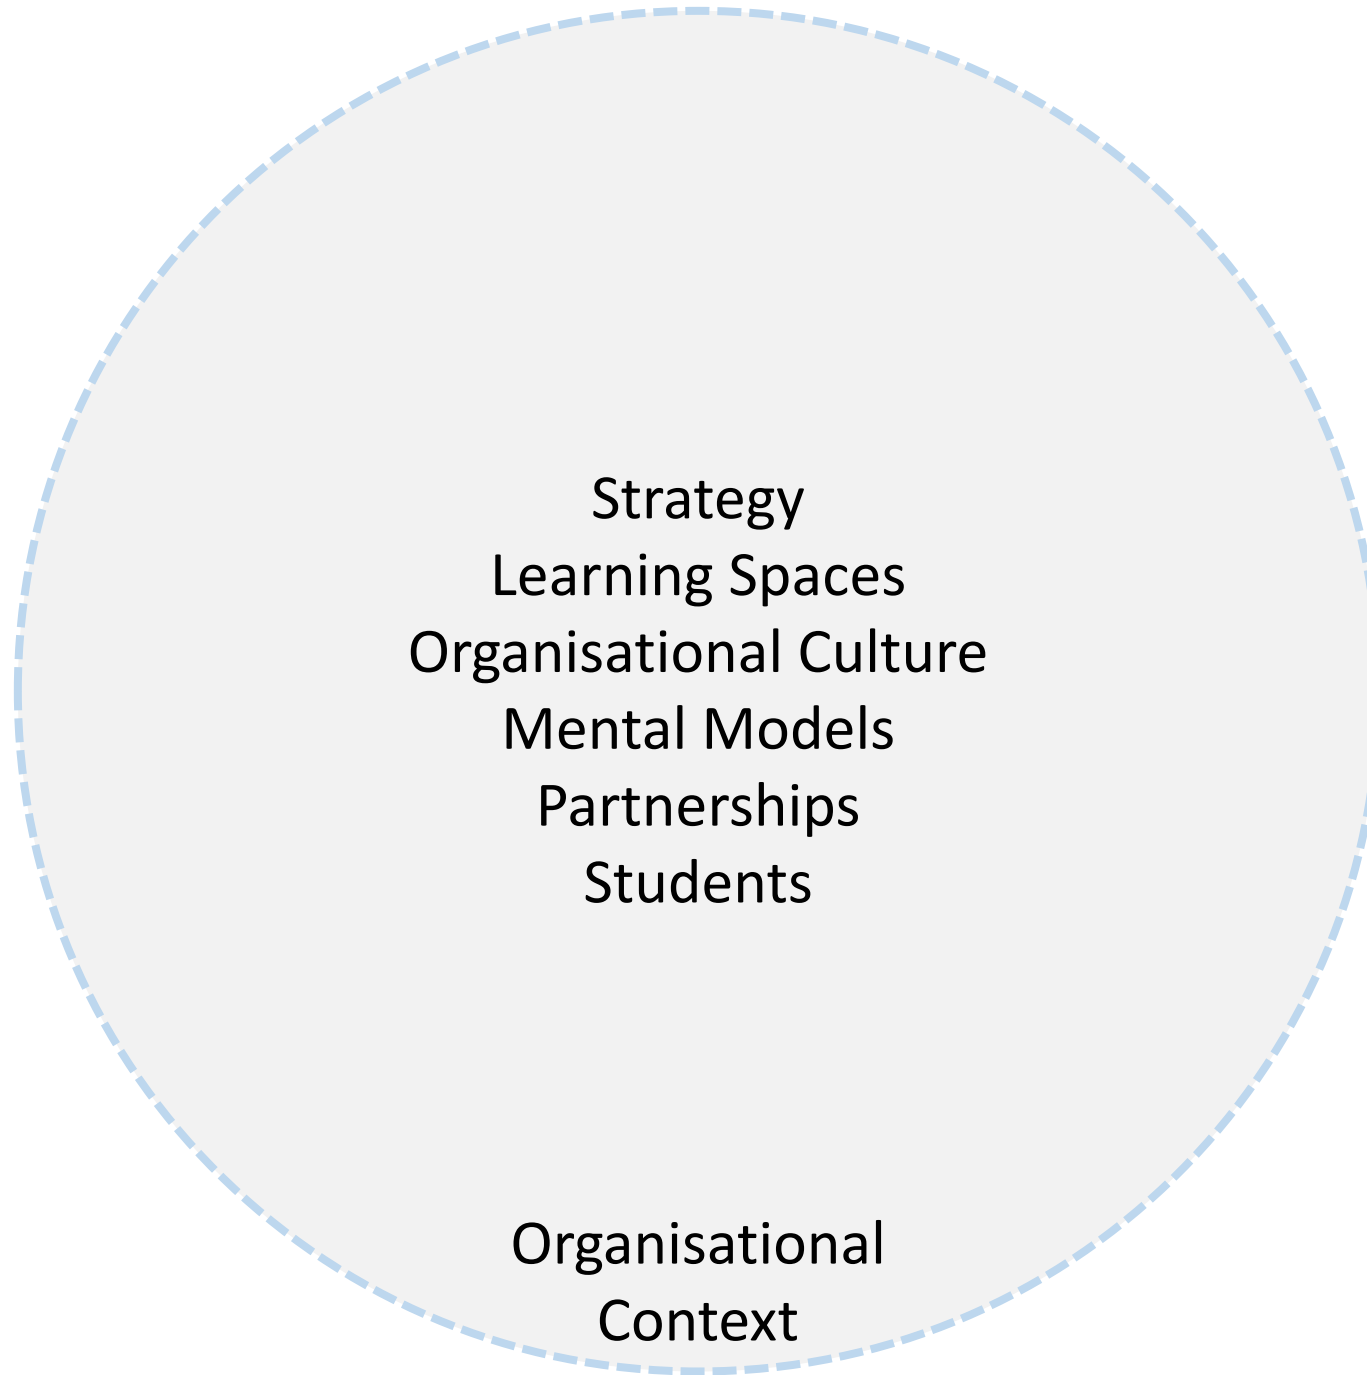 Strategy
Learning Spaces
Organisational Culture
Mental Models
Partnerships
Students
Organisational
Context